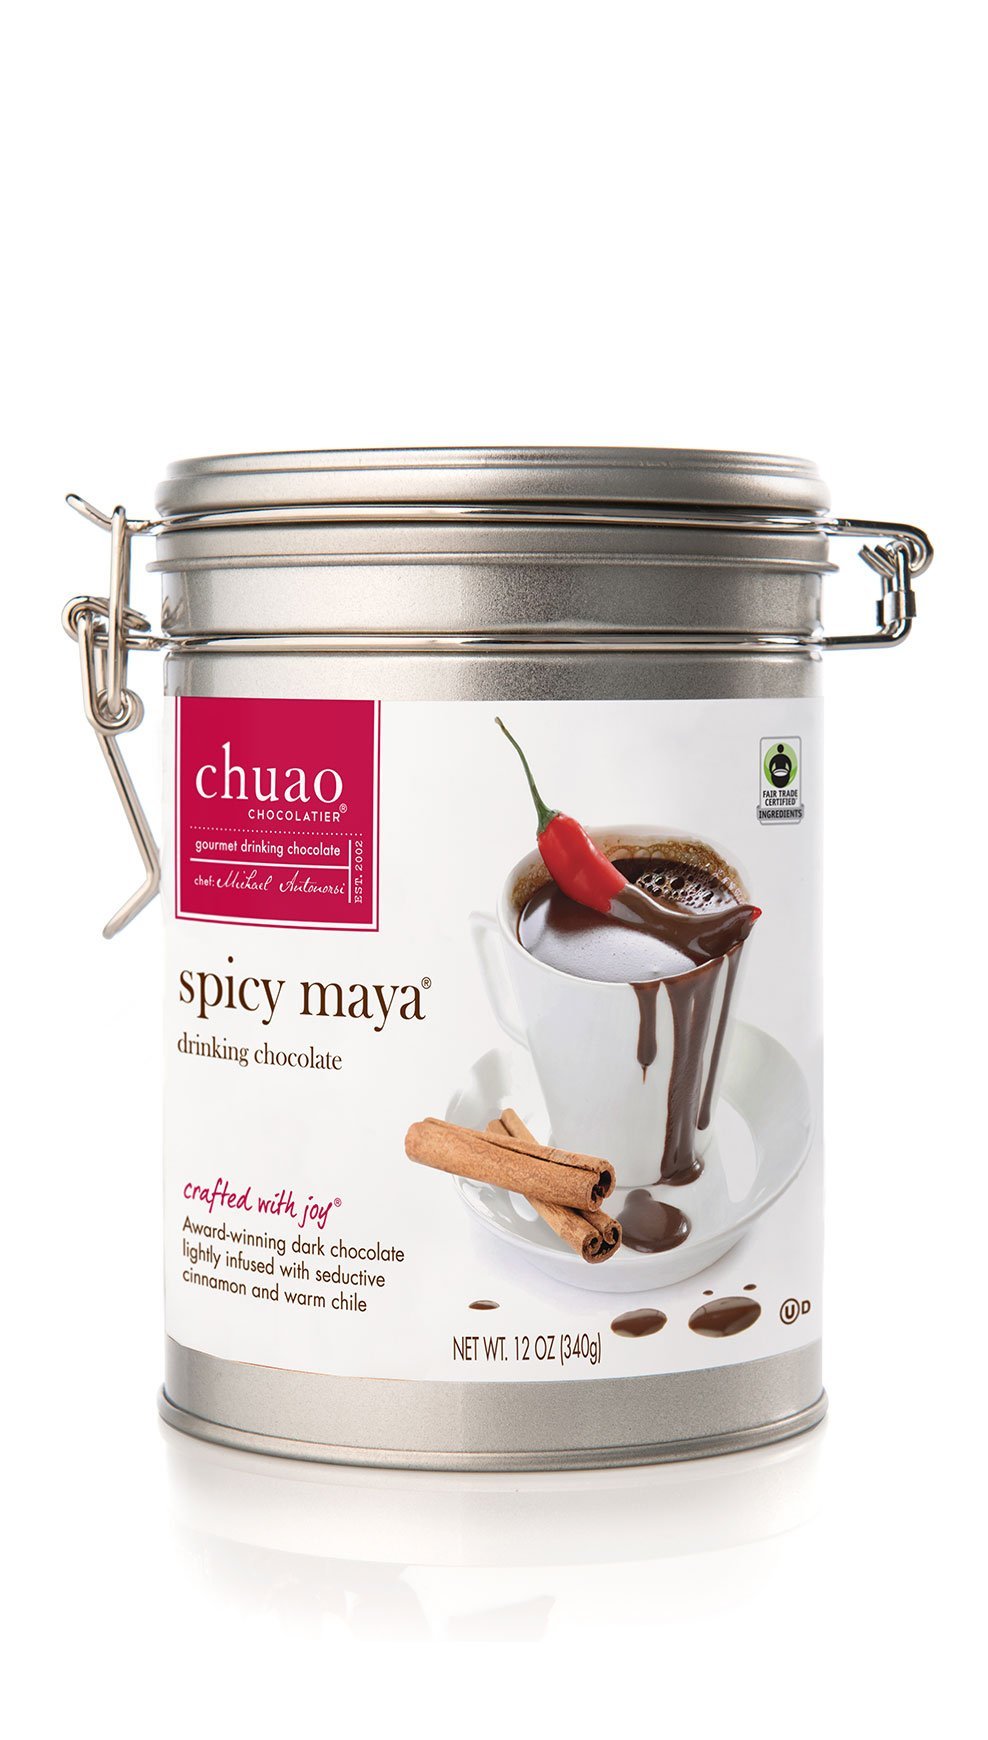 chuao®
CHOCOLATIER
gourmet drinking chocolate
chef: Michael Antonorsi
EST. 2002
spicy maya®
drinking chocolate
crafted with joy®
Award-winning dark chocolate
lightly infused with seductive
cinnamon and warm chile
NET WT. 12 OZ (340g)
FAIR TRADE
CERTIFIED
INGREDIENTS
U D